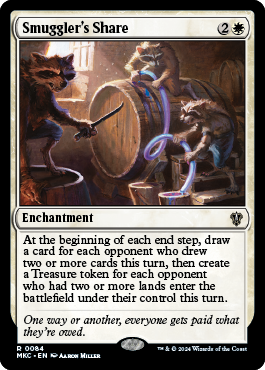 Smuggler's Share 2
Enchantment
At the beginning of each end step, draw
a card for each opponent who drew
two or more cards this turn, then create
a Treasure token for each opponent
who had two or more lands enter the
battlefield under their control this turn.
One way or another, everyone gets paid what
they're owed.
R 0084
MKC • EN Aaron Miller
™ & © 2024 Wizards of the Coast